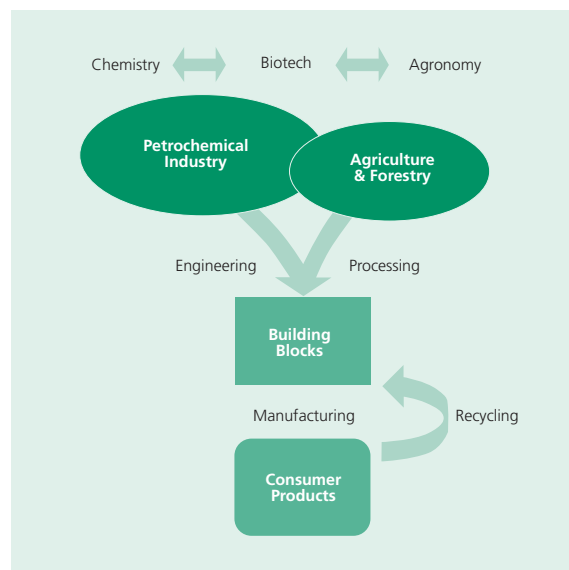 Chemistry
Biotech
Agronomy
Petrochemical
Industry
Agriculture
& Forestry
Engineering
Processing
Building
Blocks
Manufacturing
Recycling
Consumer
Products